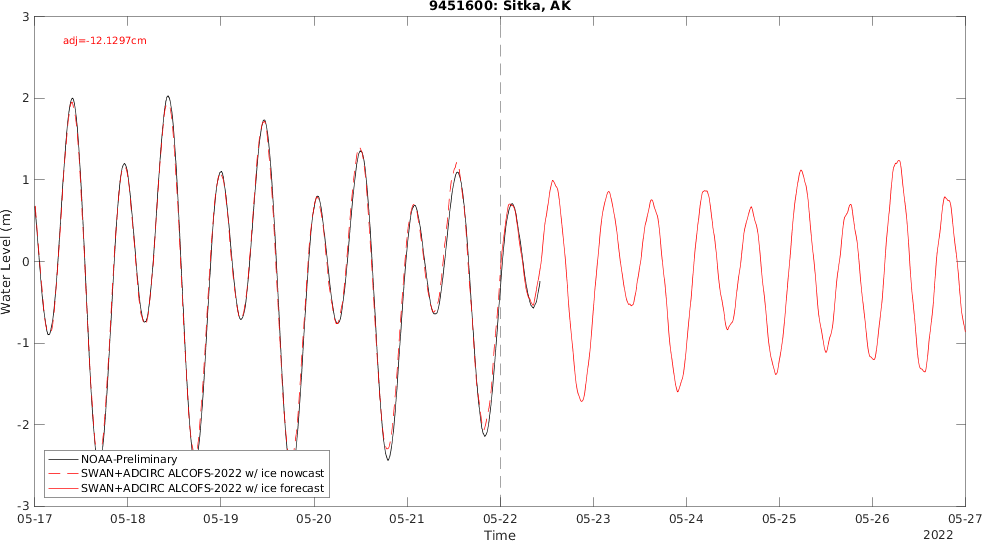 9451600: Sitka, AK
adj=-12.1297cm
3
2
1
0
-1
-2
-3
Water Level (m)
NOAA-Preliminary
SWAN+ADCIRC ALCOFS-2022 w/ ice nowcast
SWAN+ADCIRC ALCOFS-2022 w/ ice forecast
05-17 05-18 05-19 05-20 05-21 05-22 05-23 05-24 05-25 05-26 05-27
Time
2022